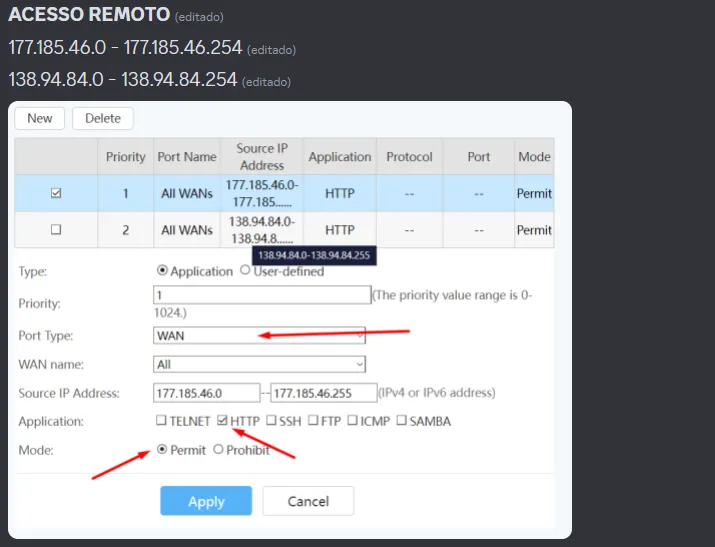 ACESSO REMOTO (editado)
177.185.46.0 - 177.185.46.254 (editado)
138.94.84.0 - 138.94.84.254 (editado)
New Delete
Priority Port Name Source IP Address Application Protocol Port Mode
1 All WANs 177.185.46.0-177.185...... HTTP -- -- Permit
2 All WANs 138.94.84.0-138.94.8...... HTTP -- -- Permit
138.94.84.0-138.94.84.255
Type: Application User-defined
Priority: 1 (The priority value range is 0-
1024.)
Port Type: WAN
WAN name: All
Source IP Address: 177.185.46.0 -- 177.185.46.255 (IPv4 or IPv6 address)
Application: TELNET HTTP SSH FTP ICMP SAMBA
Mode: Permit Prohibit
Apply Cancel